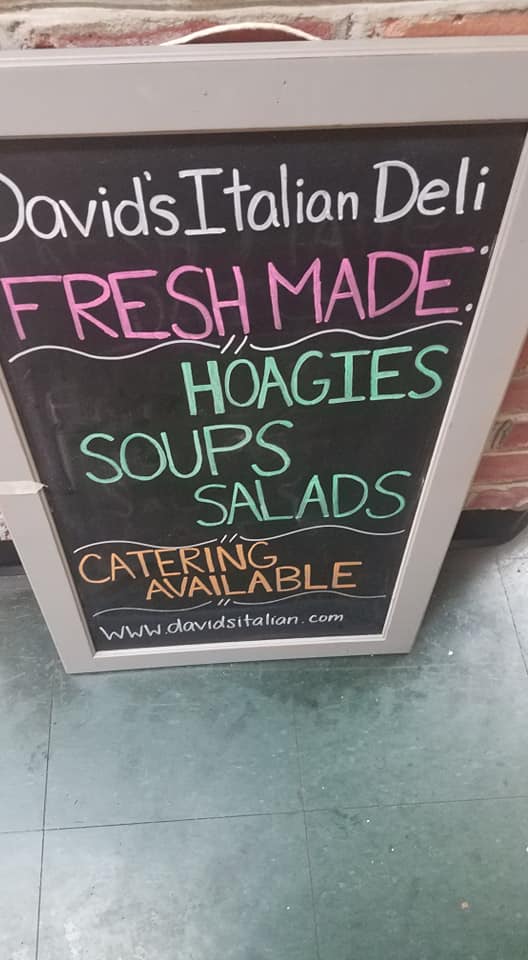 David's Italian Deli
FRESH MADE:
HOAGIES
SOUPS
SALADS
CATERING
AVAILABLE
www.davidsitalian.com